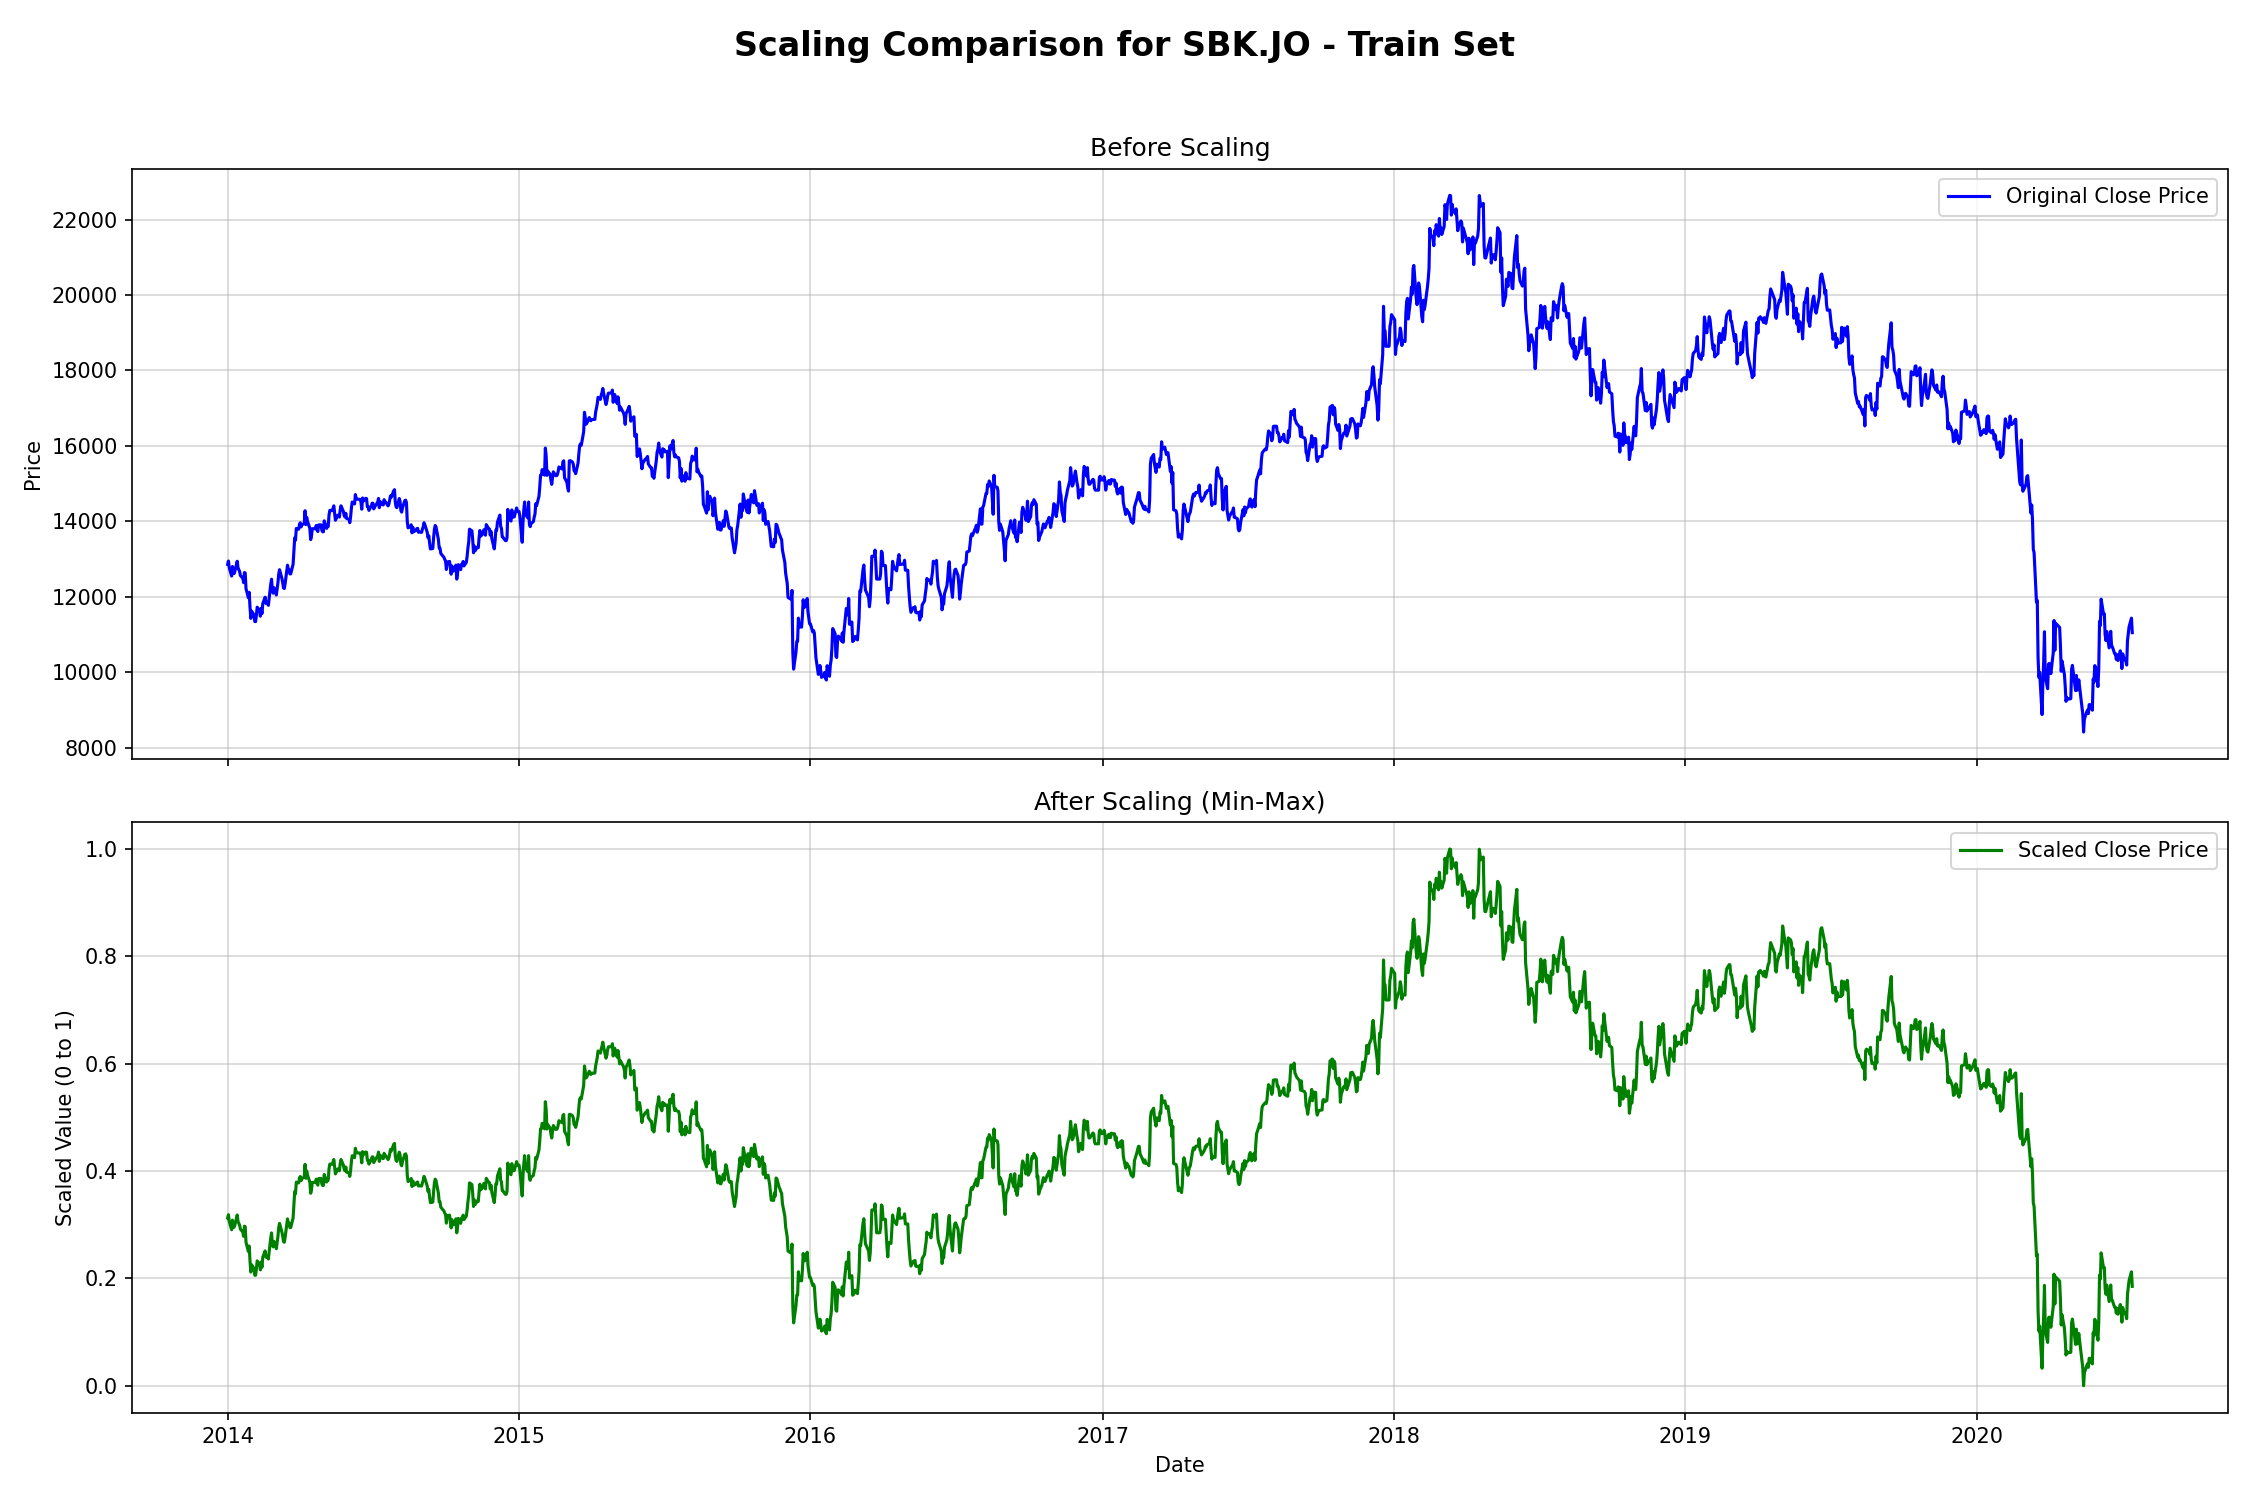 Scaling Comparison for SBK.JO - Train Set
Before Scaling
Original Close Price
Price
22000
20000
18000
16000
14000
12000
10000
8000
After Scaling (Min-Max)
Scaled Close Price
Scaled Value (0 to 1)
1.0
0.8
0.6
0.4
0.2
0.0
2014 2015 2016 2017 2018 2019 2020
Date